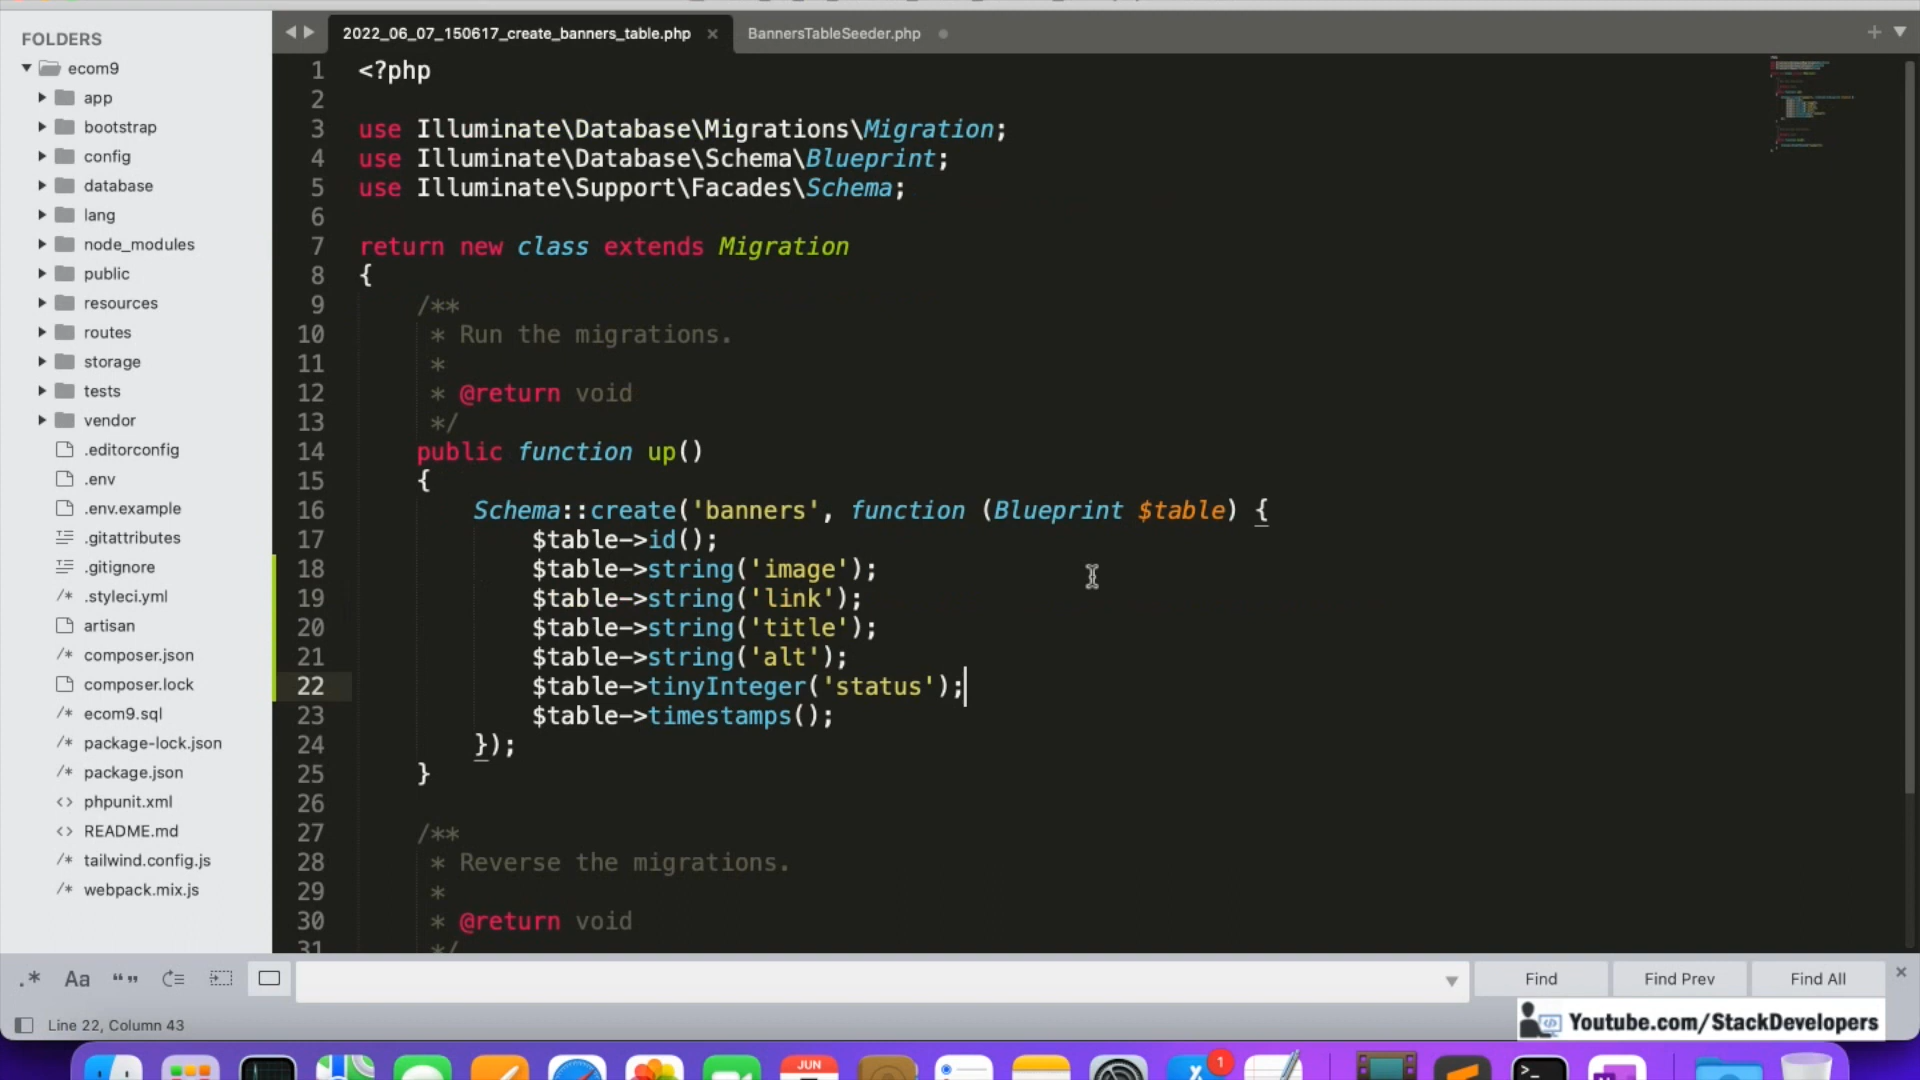 FOLDERS
ecom9
app
bootstrap
config
database
lang
node_modules
public
resources
routes
storage
tests
vendor
.editorconfig
.env
.env.example
.gitattributes
.gitignore
/* .styleci.yml
artisan
/* composer.json
composer.lock
/* ecom9.sql
/* package-lock.json
/* package.json
<> phpunit.xml
<> README.md
/* tailwind.config.js
/* webpack.mix.js
2022_06_07_150617_create_banners_table.php × BannersTableSeeder.php
1 <?php
2
3 use Illuminate\Database\Migrations\Migration;
4 use Illuminate\Database\Schema\Blueprint;
5 use Illuminate\Support\Facades\Schema;
6
7 return new class extends Migration
8 {
9 /**
10 * Run the migrations.
11 *
12 * @return void
13 */
14 public function up()
15 {
16 Schema::create('banners', function (Blueprint $table) {
17 $table->id();
18 $table->string('image');
19 $table->string('link');
20 $table->string('title');
21 $table->string('alt');
22 $table->tinyInteger('status');
23 $table->timestamps();
24 });
25 }
26
27 /**
28 * Reverse the migrations.
29 *
30 * @return void
31 */
.* Aa “” Find Find Prev Find All ×
Line 22, Column 43
Youtube.com/StackDevelopers
JUN
1
>_